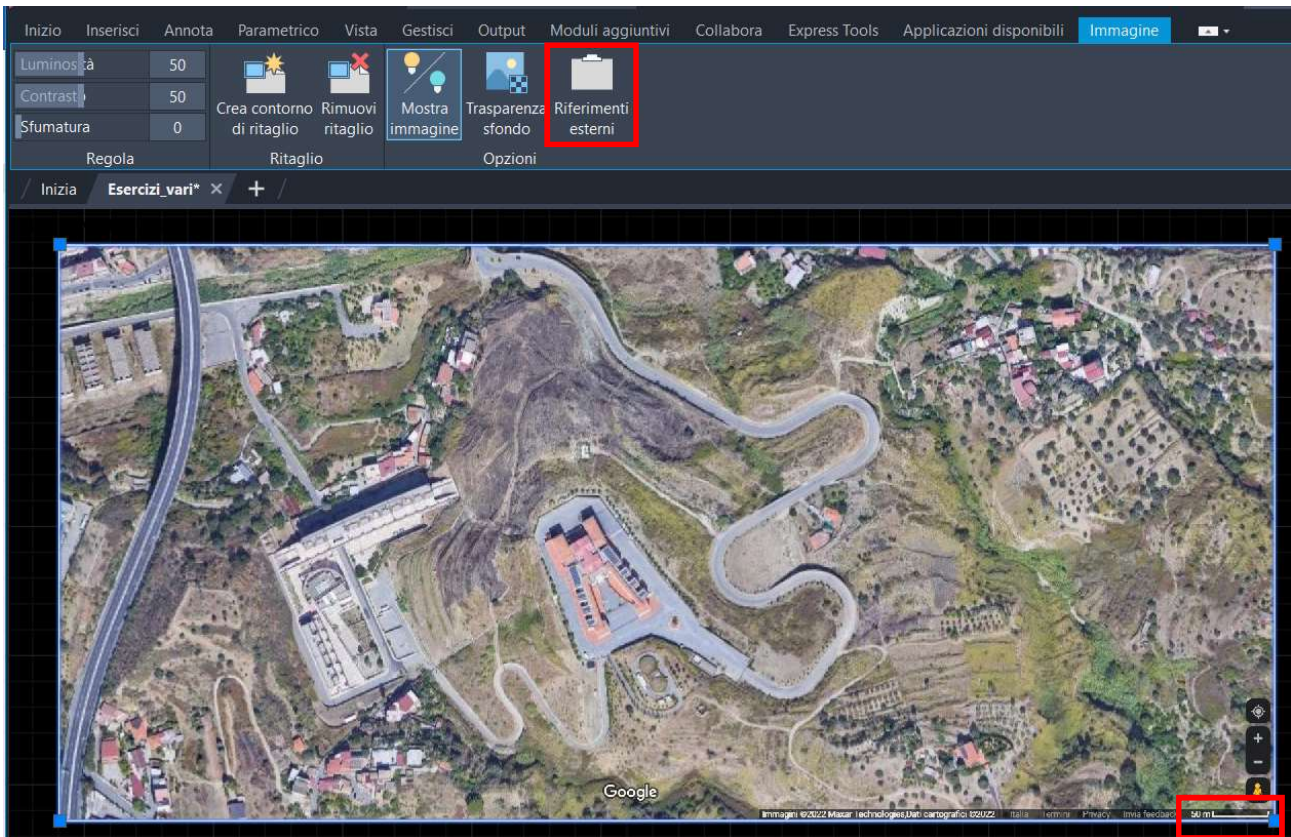 Inizio Inserisci Annota Parametrico Vista Gestisci Output Moduli aggiuntivi Collabora Express Tools Applicazioni disponibili Immagine
Luminosità 50
Contrasto 50
Sfumatura 0
Crea contorno di ritaglio
Rimuovi ritaglio
Mostra immagine
Trasparenza sfondo
Riferimenti esterni
Regola Ritaglio Opzioni
Inizia Esercizi_vari*
Google
Immagini ©2022 Maxar Technologies,Dati cartografici ©2022 Italia Termini Privacy Invia feedback 50 m